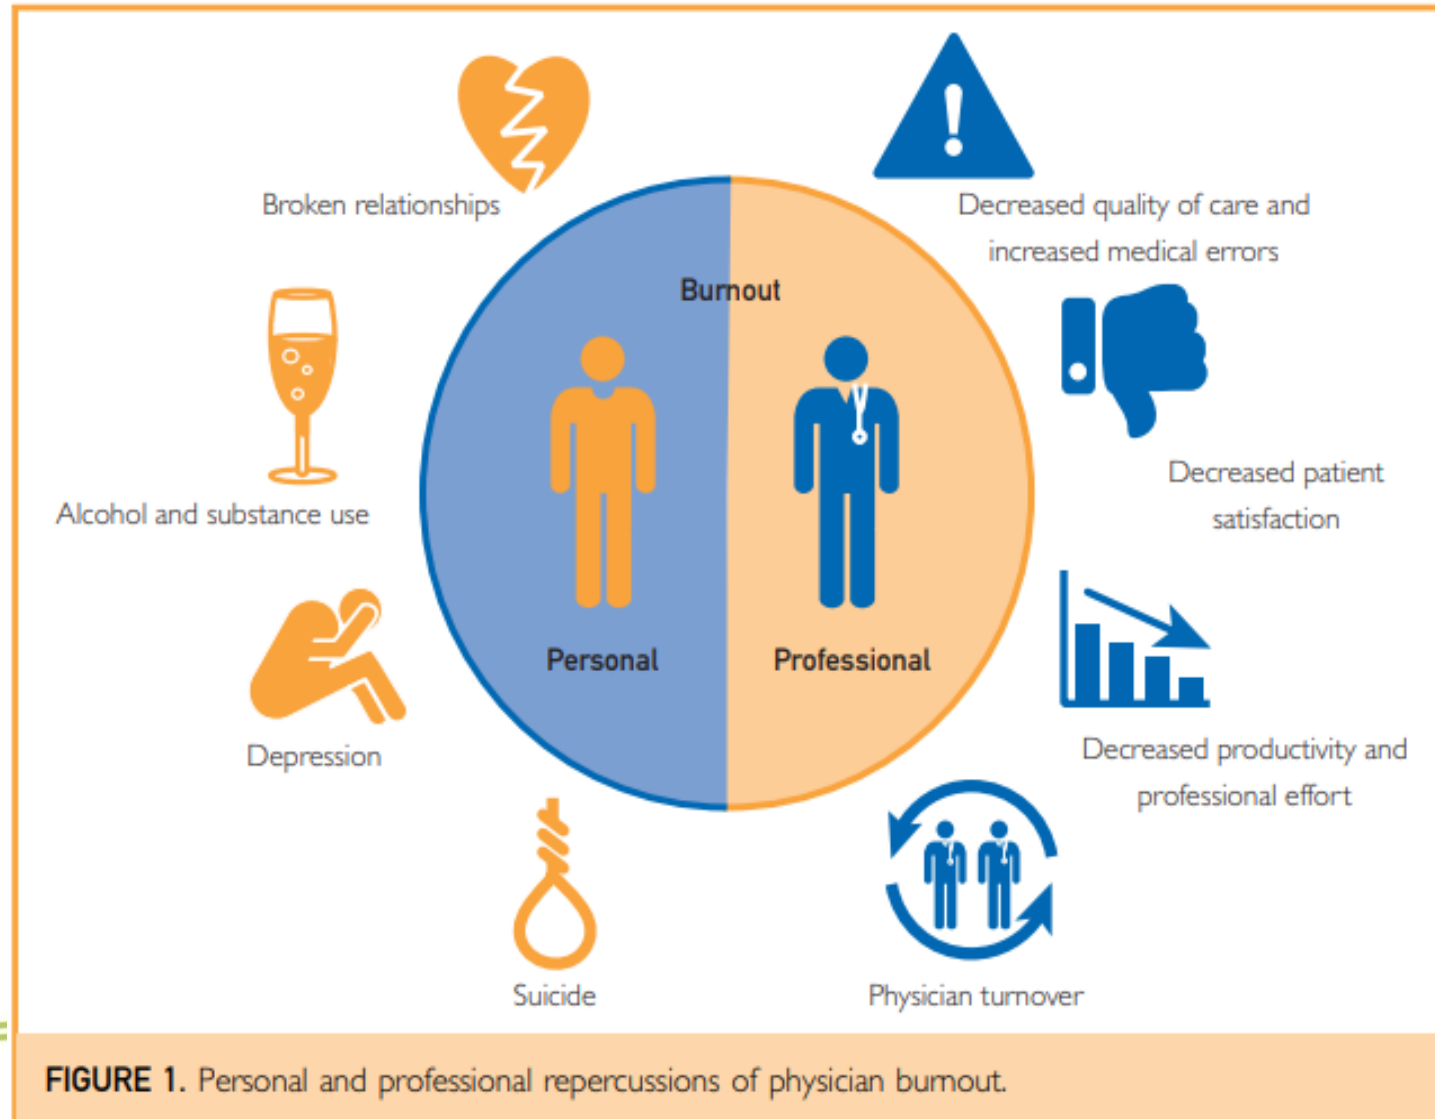 Broken relationships
Decreased quality of care and
increased medical errors
Burnout
Alcohol and substance use
Decreased patient
satisfaction
Personal
Professional
Depression
Decreased productivity and
professional effort
Suicide
Physician turnover
FIGURE 1. Personal and professional repercussions of physician burnout.